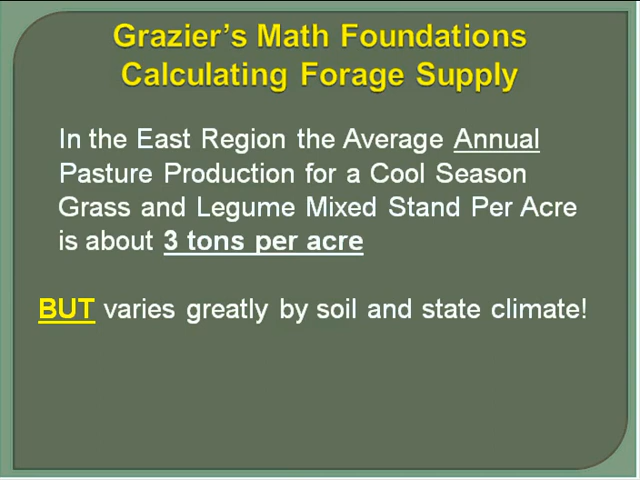 Grazier's Math Foundations
Calculating Forage Supply
In the East Region the Average Annual
Pasture Production for a Cool Season
Grass and Legume Mixed Stand Per Acre
is about 3 tons per acre
BUT varies greatly by soil and state climate!